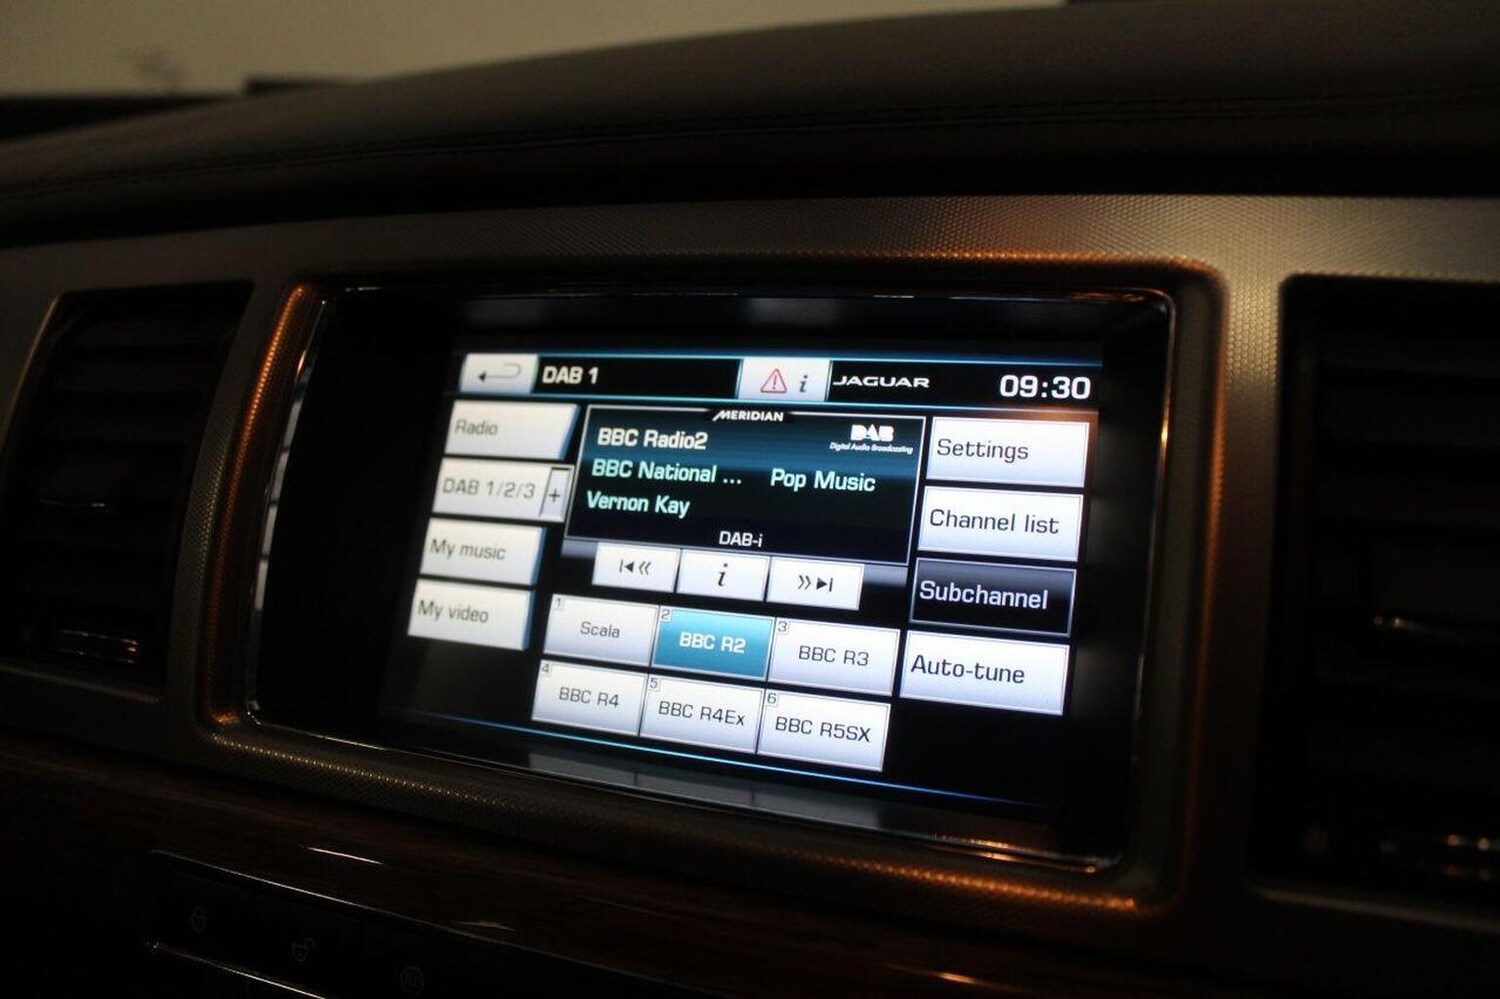 DAB 1
i
JAGUAR
09:30
Radio
DAB 1/2/3 +
My music
My video
MERIDIAN
BBC Radio2
DAB
Digital Audio Broadcasting
BBC National ... Pop Music
Vernon Kay
DAB-i
i
Settings
Channel list
Subchannel
Auto-tune
1 Scala
2 BBC R2
3 BBC R3
4 BBC R4
5 BBC R4Ex
6 BBC R5SX